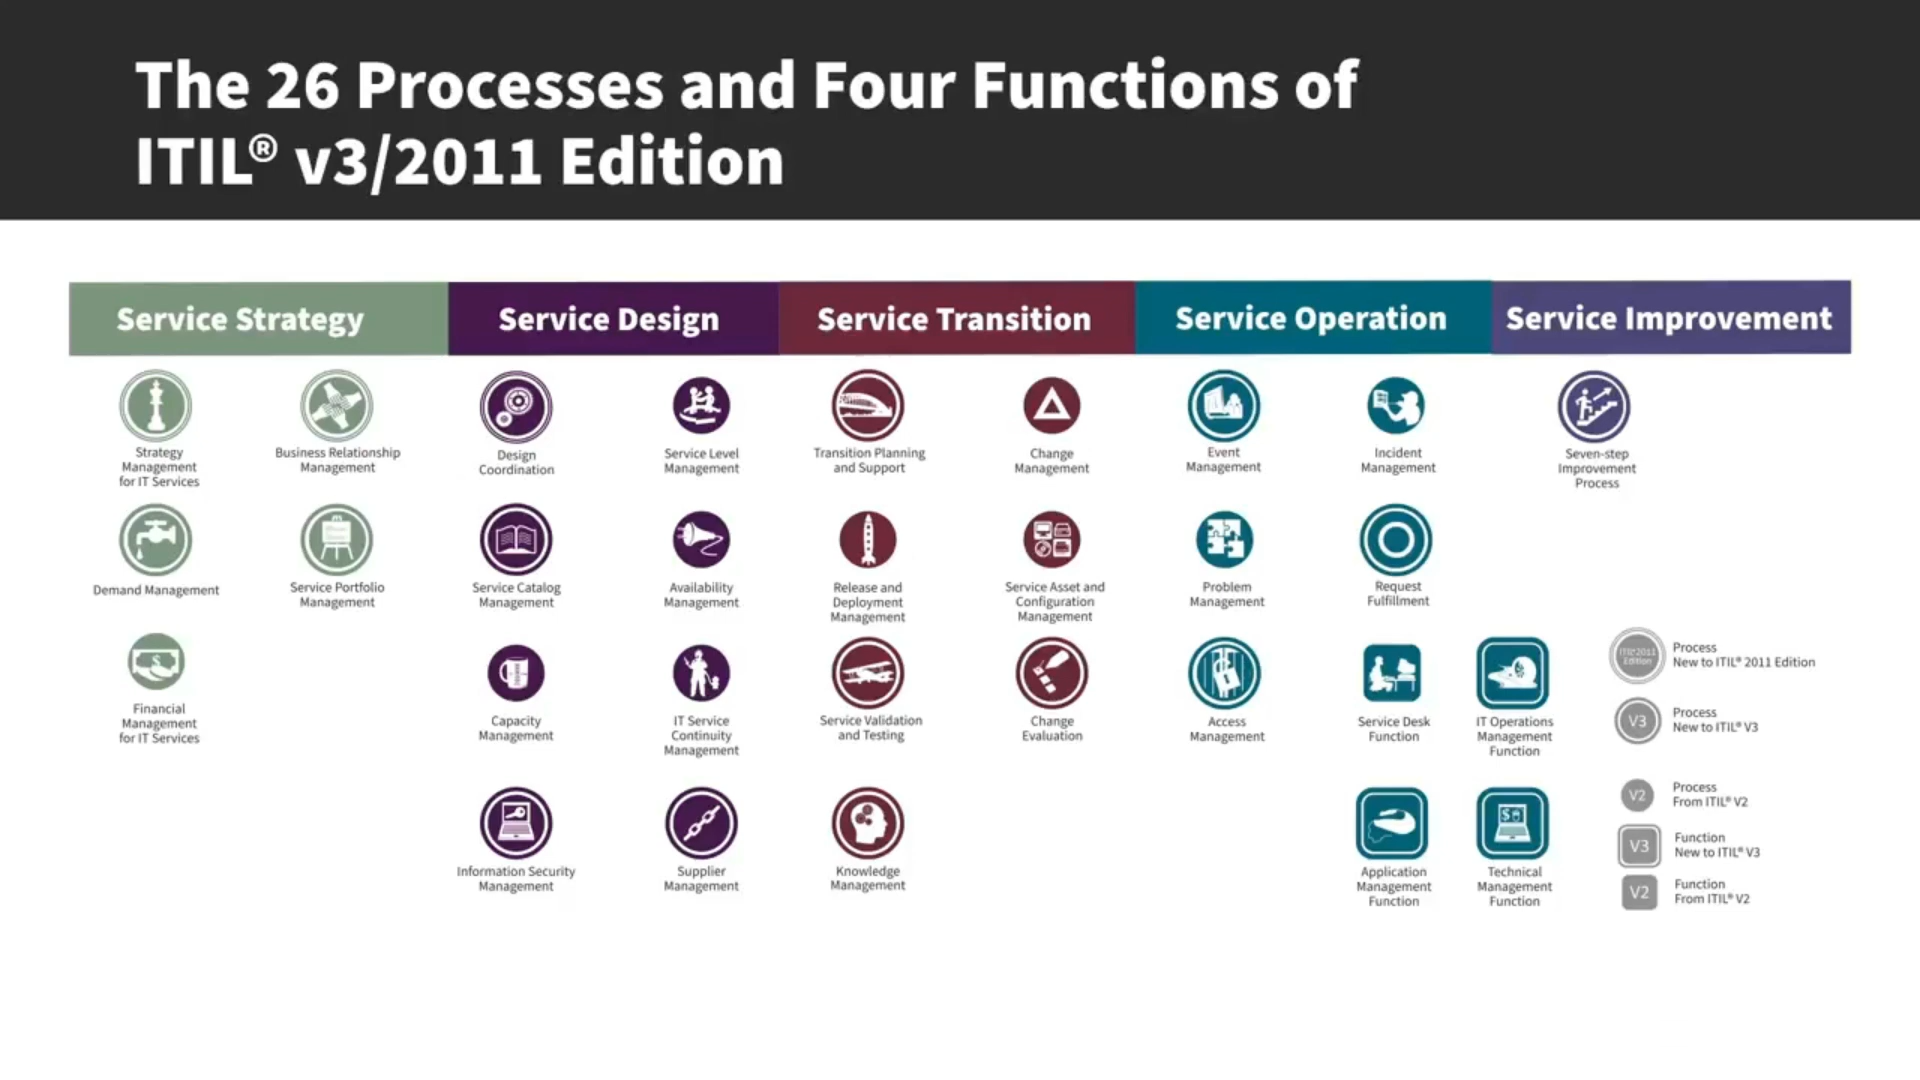 The 26 Processes and Four Functions of
ITIL® v3/2011 Edition
Service Strategy
Service Design
Service Transition
Service Operation
Service Improvement
Strategy
Management
for IT Services
Business Relationship
Management
Demand Management
Service Portfolio
Management
Financial
Management
for IT Services
Design
Coordination
Service Level
Management
Service Catalog
Management
Availability
Management
Capacity
Management
IT Service
Continuity
Management
Information Security
Management
Supplier
Management
Transition Planning
and Support
Change
Management
Release and
Deployment
Management
Service Asset and
Configuration
Management
Service Validation
and Testing
Change
Evaluation
Knowledge
Management
Event
Management
Incident
Management
Problem
Management
Request
Fulfillment
Access
Management
Service Desk
Function
IT Operations
Management
Function
Application
Management
Function
Technical
Management
Function
Seven-step
Improvement
Process
ITIL®2011
Edition
Process
New to ITIL® 2011 Edition
V3
Process
New to ITIL® V3
V2
Process
From ITIL® V2
V3
Function
New to ITIL® V3
V2
Function
From ITIL® V2